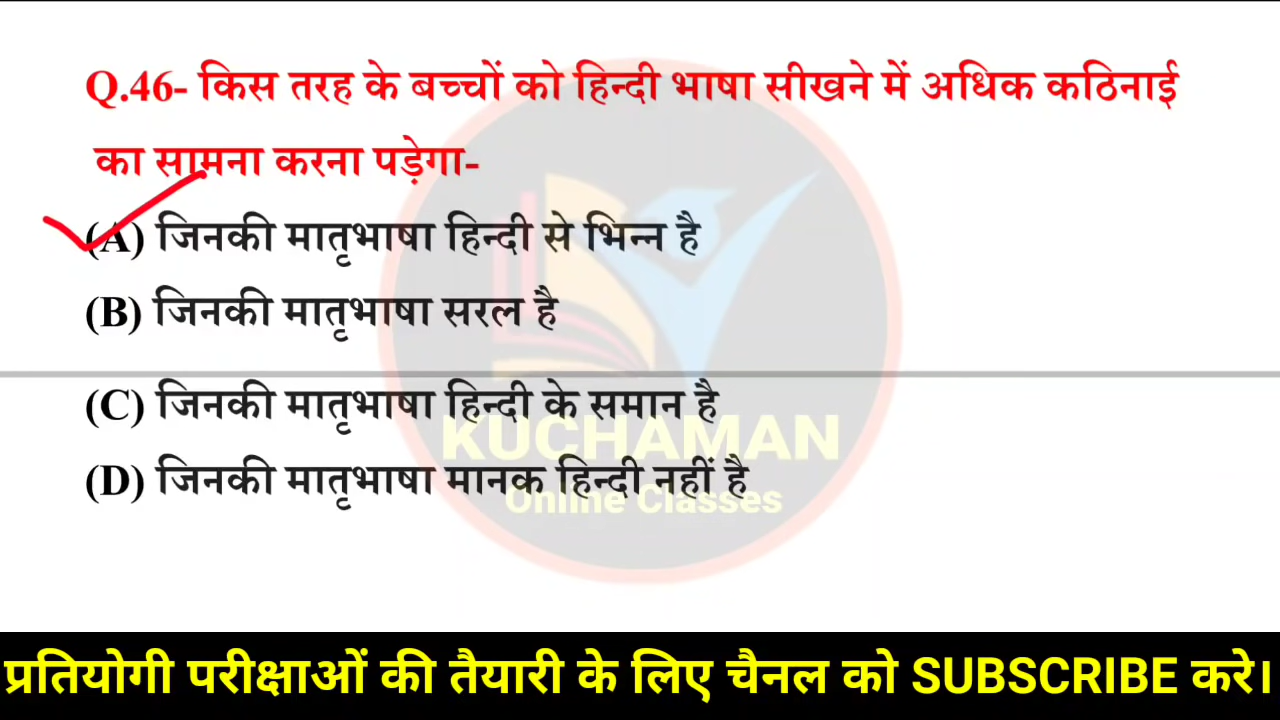 Q.46- किस तरह के बच्चों को हिन्दी भाषा सीखने में अधिक कठिनाई
का सामना करना पड़ेगा-
(A) जिनकी मातृभाषा हिन्दी से भिन्न है
(B) जिनकी मातृभाषा सरल है
(C) जिनकी मातृभाषा हिन्दी के समान है
KUCHAMAN
(D) जिनकी मातृभाषा मानक हिन्दी नहीं है
Online Classes
प्रतियोगी परीक्षाओं की तैयारी के लिए चैनल को SUBSCRIBE करे।